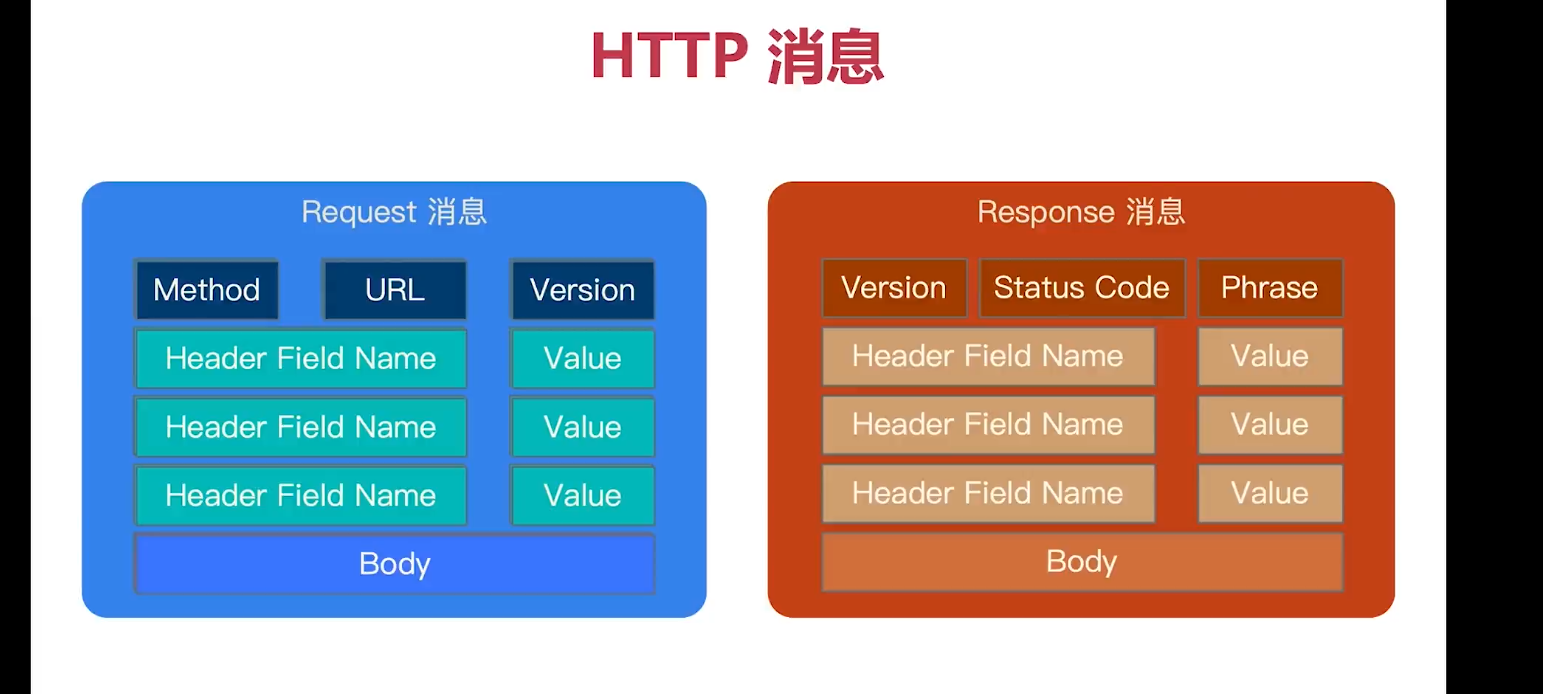 HTTP 消息
Request 消息
Method URL Version
Header Field Name Value
Header Field Name Value
Header Field Name Value
Body
Response 消息
Version Status Code Phrase
Header Field Name Value
Header Field Name Value
Header Field Name Value
Body